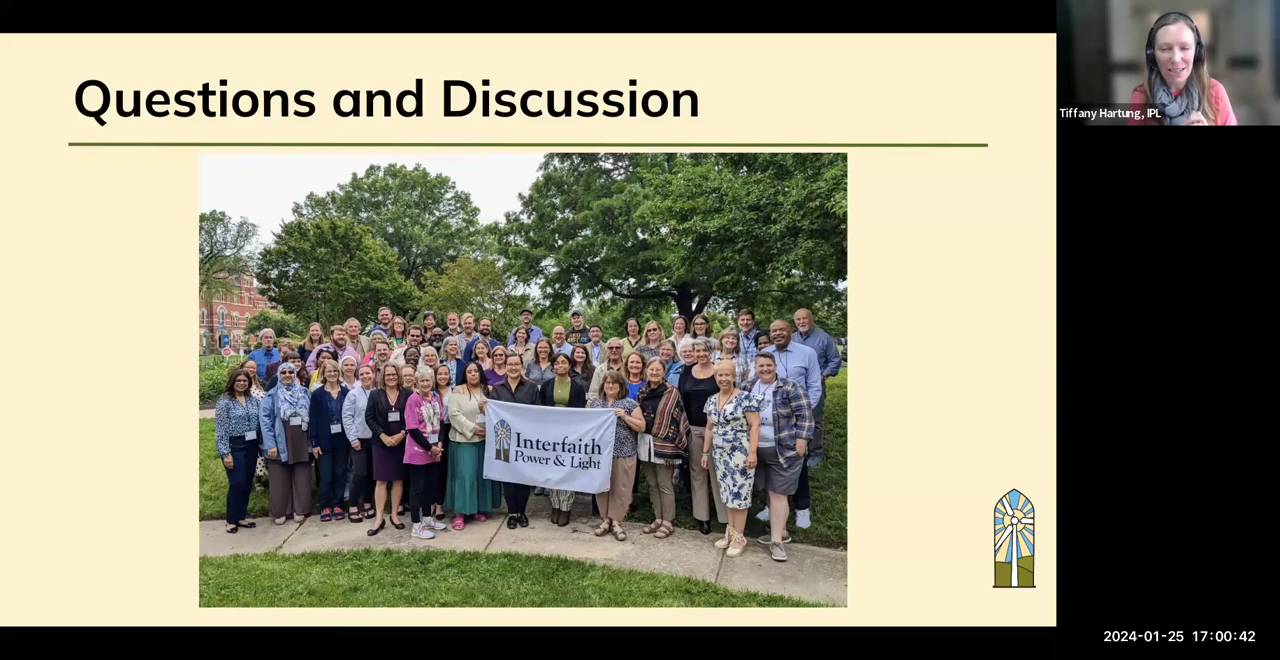 Questions and Discussion
Tiffany Hartung, IPL
Interfaith
Power & Light
2024-01-25 17:00:42